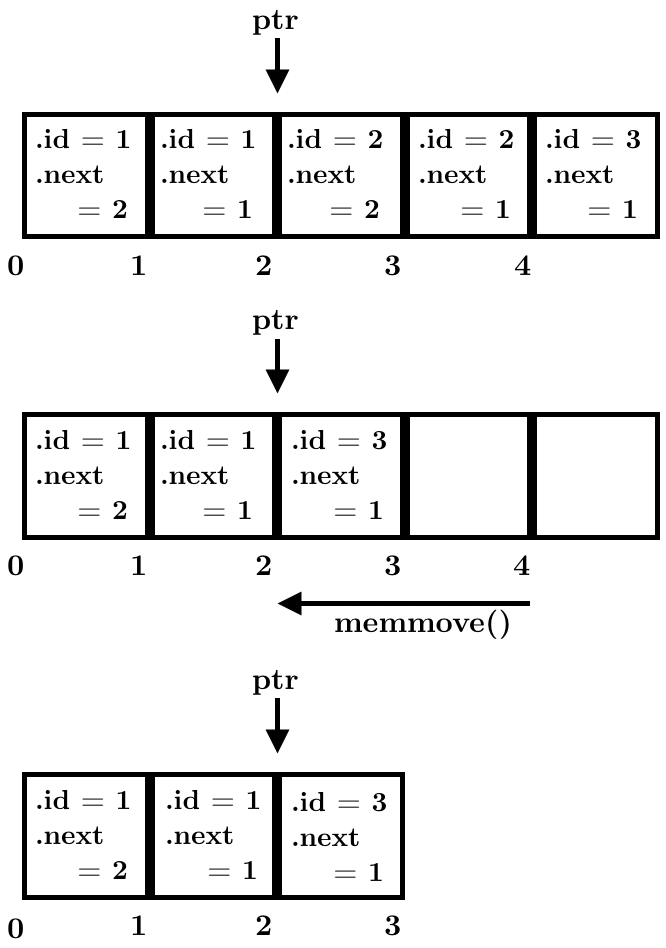 ptr
.id = 1 .id = 1 .id = 2 .id = 2 .id = 3
.next .next .next .next .next
= 2 = 1 = 2 = 1 = 1
0 1 2 3 4
ptr
.id = 1 .id = 1 .id = 3
.next .next .next
= 2 = 1 = 1
0 1 2 3 4
memmove()
ptr
.id = 1 .id = 1 .id = 3
.next .next .next
= 2 = 1 = 1
0 1 2 3